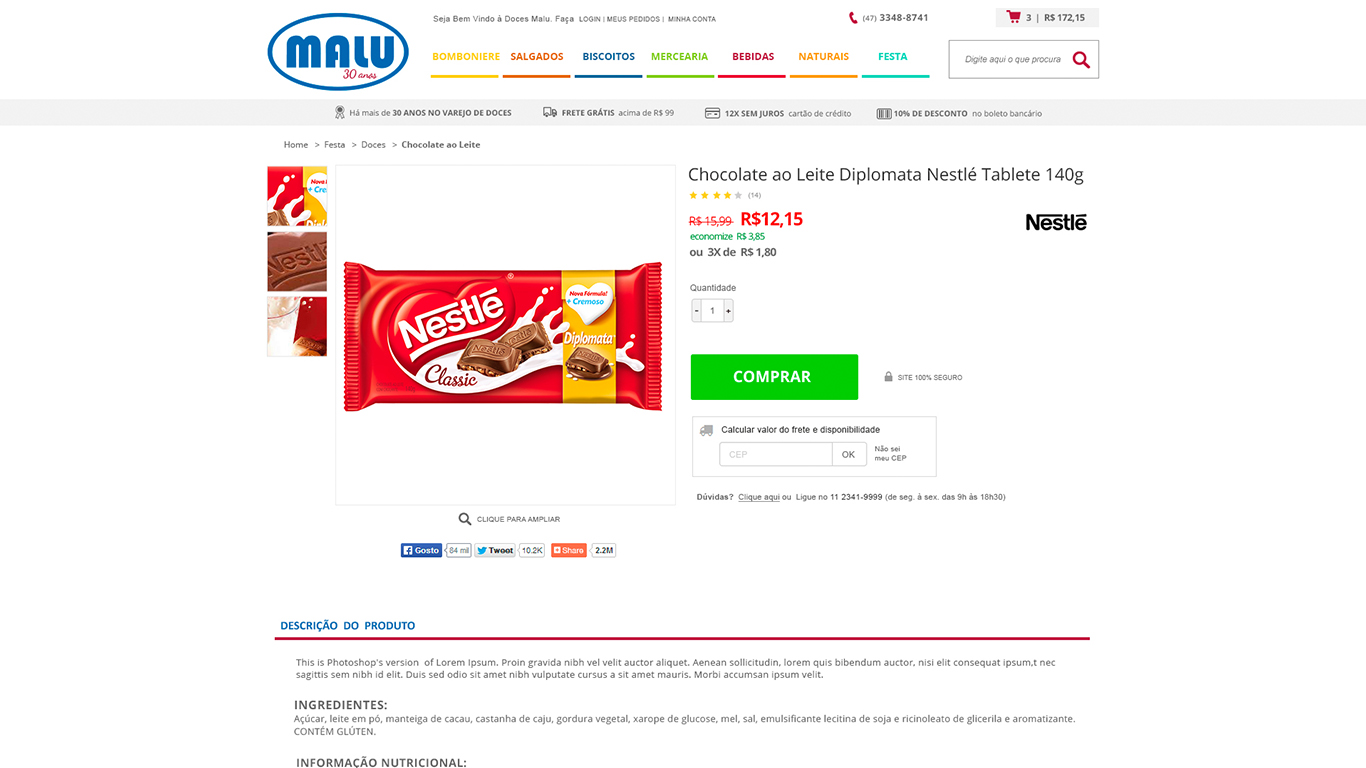 Seja Bem Vindo à Doces Malu. Faça LOGIN | MEUS PEDIDOS | MINHA CONTA
(47) 3348-8741
3 | R$ 172,15
MALU
30 anos
BOMBONIERE SALGADOS BISCOITOS MERCEARIA BEBIDAS NATURAIS FESTA
Digite aqui o que procura
Há mais de 30 ANOS NO VAREJO DE DOCES
FRETE GRÁTIS acima de R$ 99
12X SEM JUROS cartão de crédito
10% DE DESCONTO no boleto bancário
Home > Festa > Doces > Chocolate ao Leite
Chocolate ao Leite Diplomata Nestlé Tablete 140g
(14)
R$ 15,99 R$12,15
economize R$ 3,85
ou 3X de R$ 1,80
Nestlé
Quantidade
- 1 +
Nova Fórmula!
+ Cremoso
Nestlé
Diplomata
Classic
COMPRAR
SITE 100% SEGURO
Calcular valor do frete e disponibilidade
CEP OK
Não sei
meu CEP
Dúvidas? Clique aqui ou Ligue no 11 2341-9999 (de seg. à sex. das 9h às 18h30)
CLIQUE PARA AMPLIAR
Gosto 84 mil Tweet 10.2K Share 2.2M
DESCRIÇÃO DO PRODUTO
This is Photoshop's version of Lorem Ipsum. Proin gravida nibh vel velit auctor aliquet. Aenean sollicitudin, lorem quis bibendum auctor, nisi elit consequat ipsum,t nec
sagittis sem nibh id elit. Duis sed odio sit amet nibh vulputate cursus a sit amet mauris. Morbi accumsan ipsum velit.
INGREDIENTES:
Açúcar, leite em pó, manteiga de cacau, castanha de caju, gordura vegetal, xarope de glucose, mel, sal, emulsificante lecitina de soja e ricinoleato de glicerila e aromatizante.
CONTÉM GLÚTEN.
INFORMAÇÃO NUTRICIONAL: